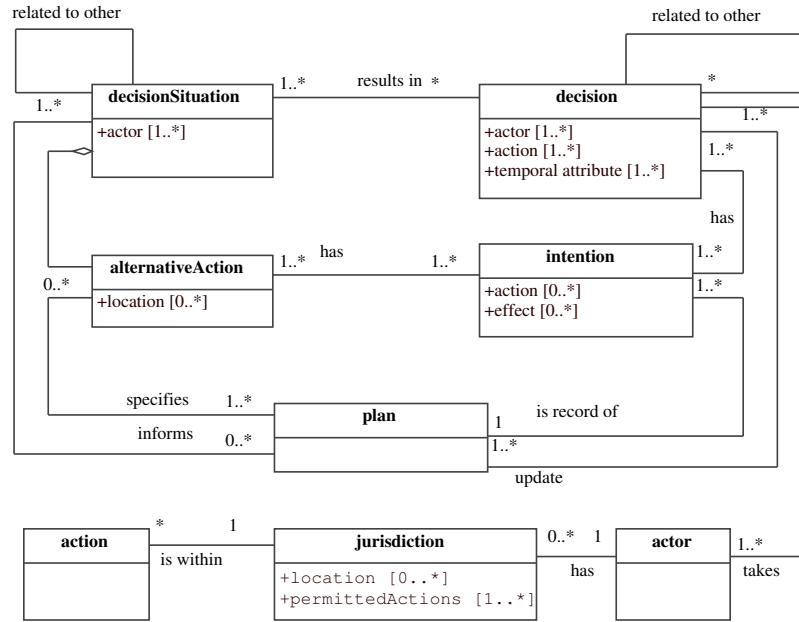 related to other
related to other
1..*
decisionSituation
+actor [1..*]
1..*
results in
*
decision
+actor [1..*]
+action [1..*]
+temporal attribute [1..*]
*
1..*
1..*
has
alternativeAction
+location [0..*]
0..*
1..*
has
1..*
intention
+action [0..*]
+effect [0..*]
1..*
1..*
specifies
1..*
informs
0..*
plan
1
is record of
1..*
update
action
*
1
is within
jurisdiction
+location [0..*]
+permittedActions [1..*]
0..*
1
has
actor
1..*
takes